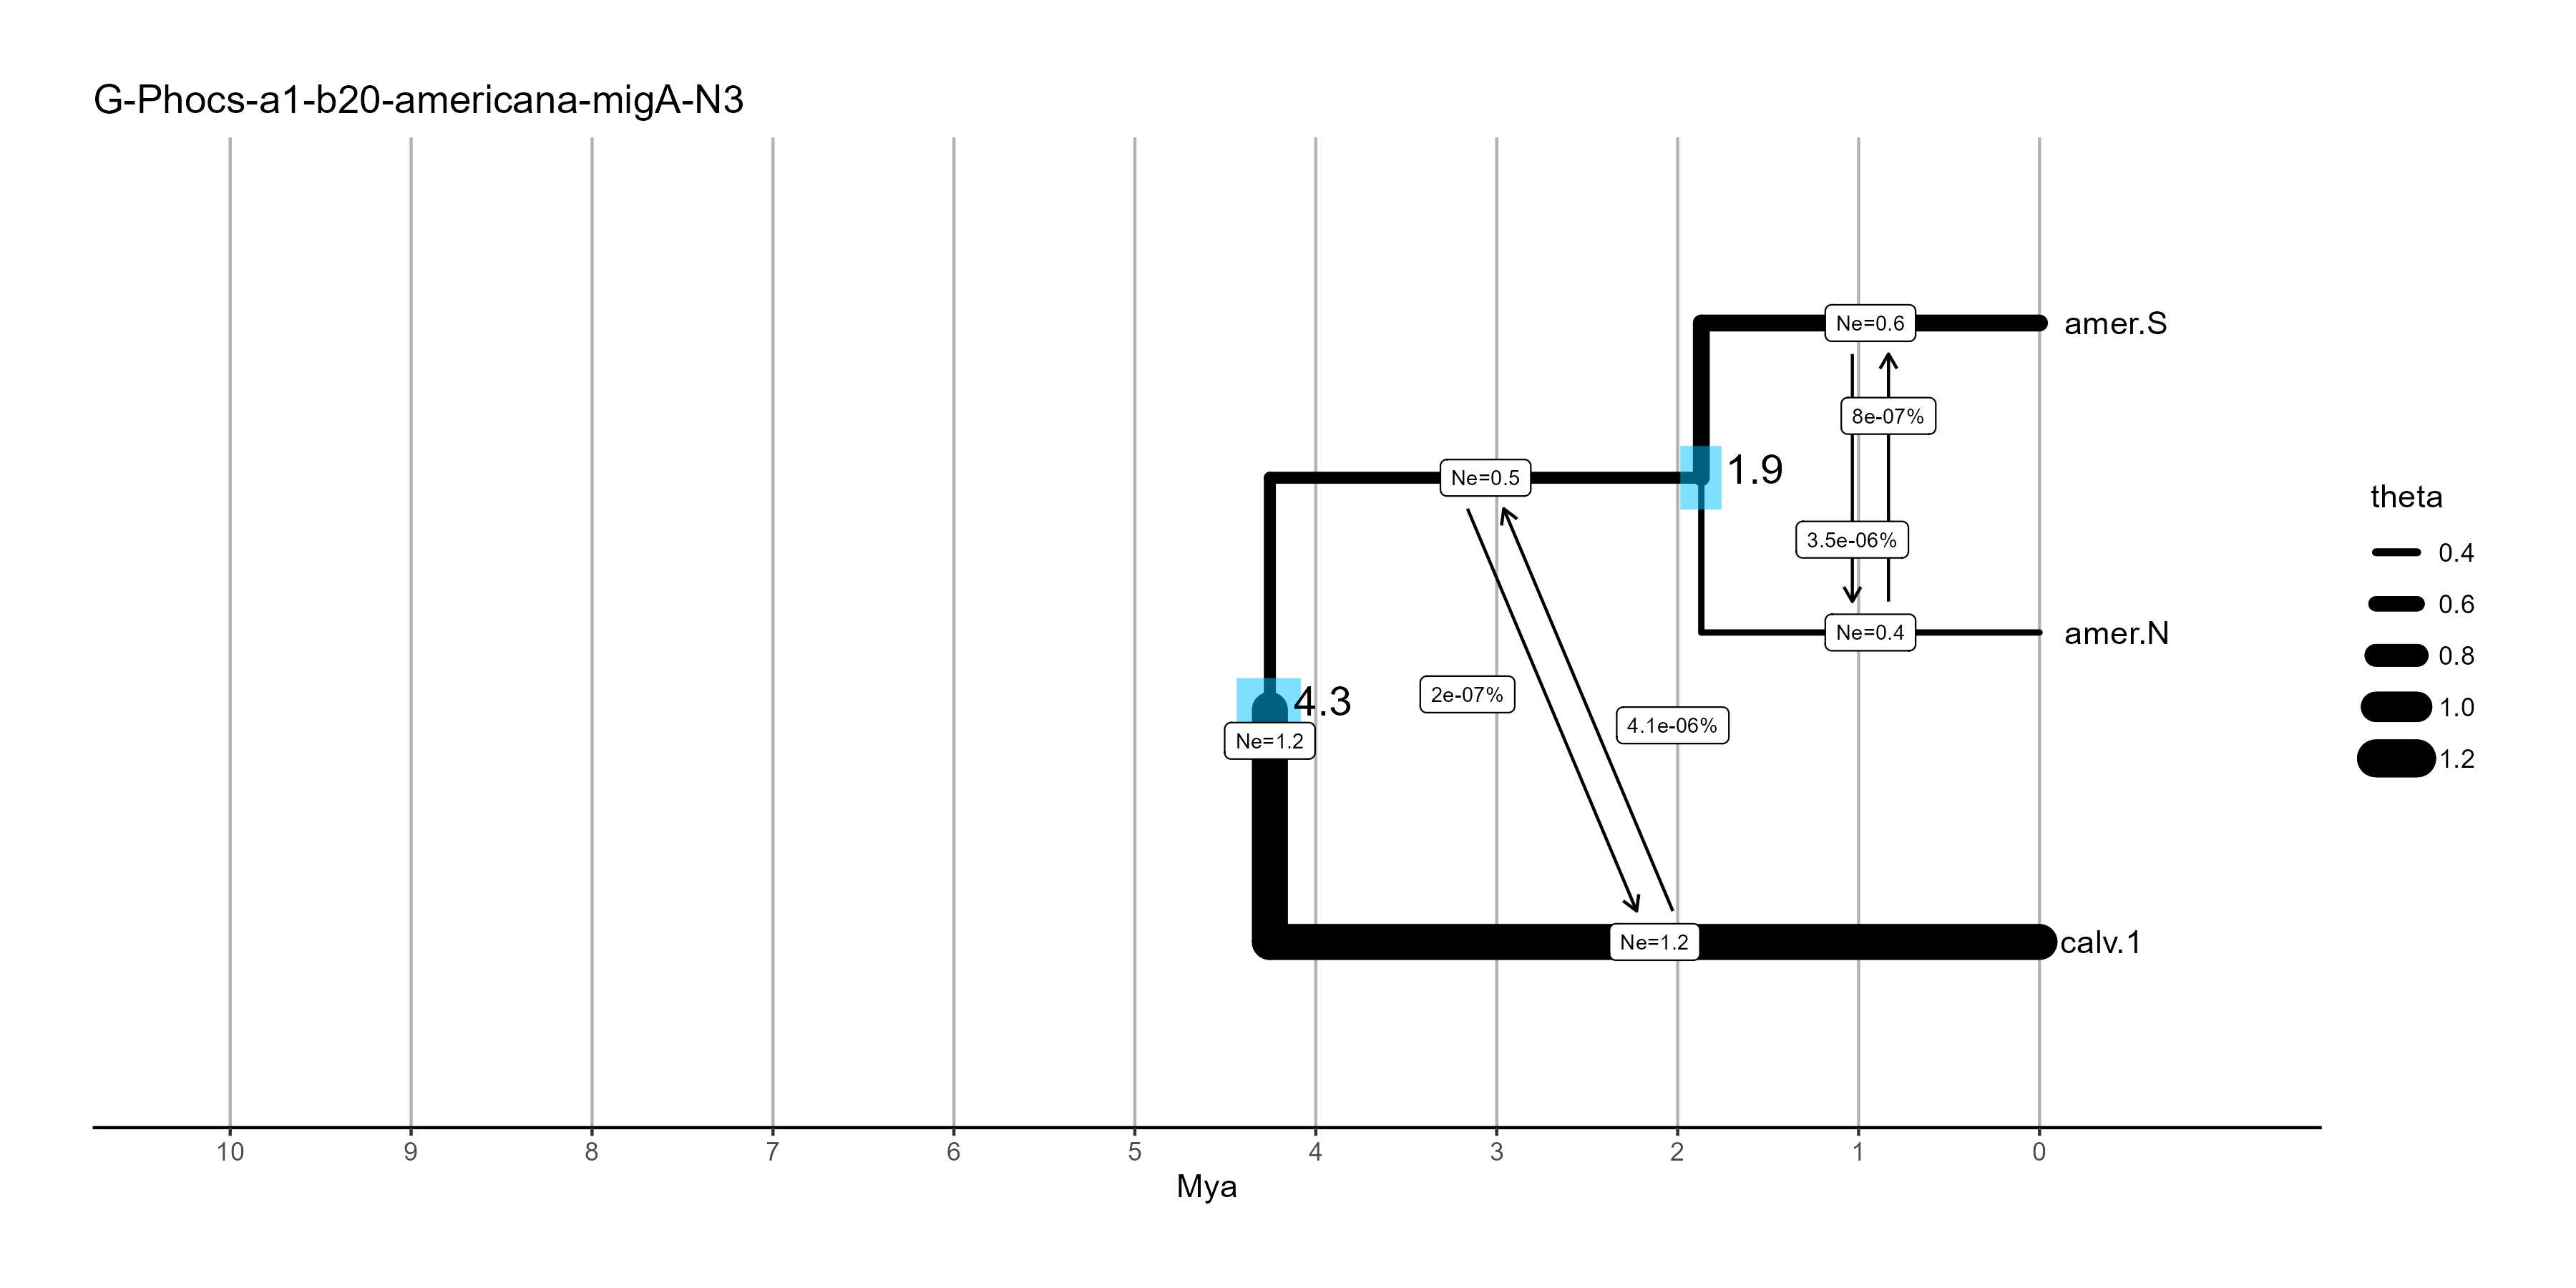 G-Phocs-a1-b20-americana-migA-N3
Ne=0.6
amer.S
8e-07%
1.9
Ne=0.5
3.5e-06%
Ne=0.4
amer.N
4.3
2e-07%
4.1e-06%
Ne=1.2
Ne=1.2
calv.1
theta
0.4
0.6
0.8
1.0
1.2
10 9 8 7 6 5 4 3 2 1 0
Mya